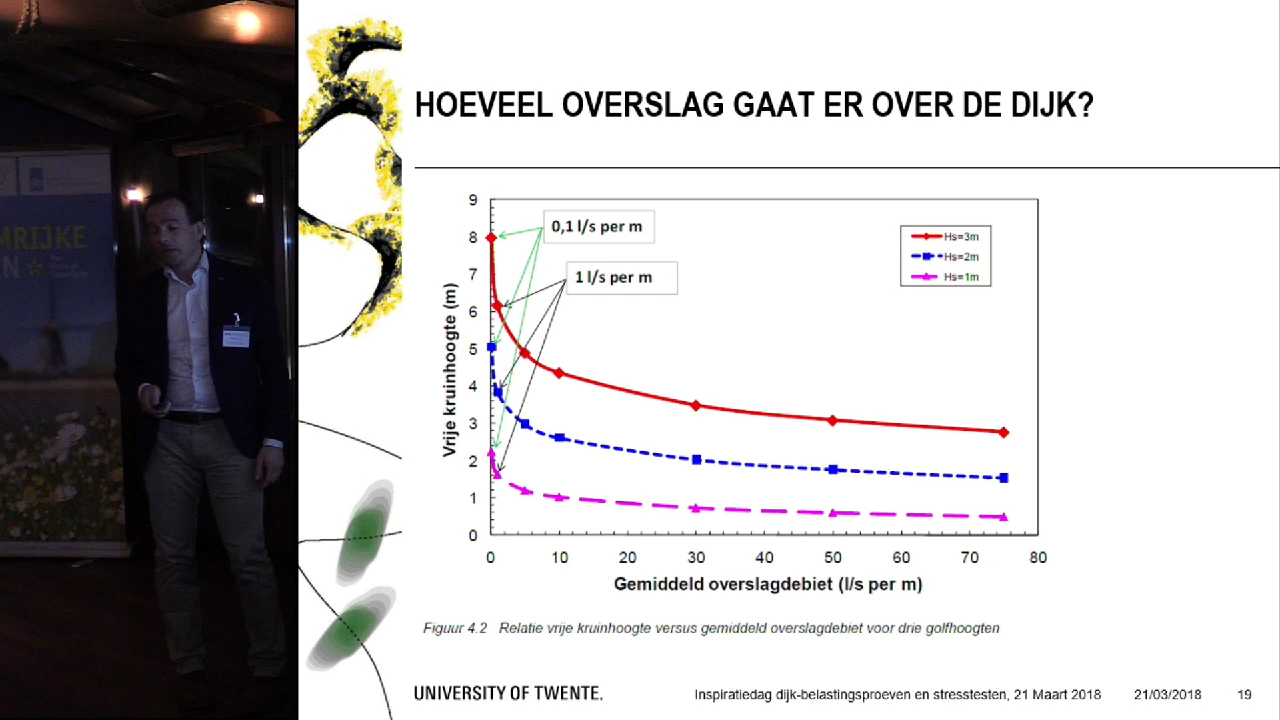 HOEVEEL OVERSLAG GAAT ER OVER DE DIJK?
9
8
7
6
5
4
3
2
1
0
Vrije kruinhoogte (m)
0,1 l/s per m
1 l/s per m
Hs=3m
Hs=2m
Hs=1m
0 10 20 30 40 50 60 70 80
Gemiddeld overslagdebiet (l/s per m)
Figuur 4.2 Relatie vrije kruinhoogte versus gemiddeld overslagdebiet voor drie golfhoogten
UNIVERSITY OF TWENTE.
Inspiratiedag dijk-belastingsproeven en stresstesten, 21 Maart 2018
21/03/2018
19
MRIJKE